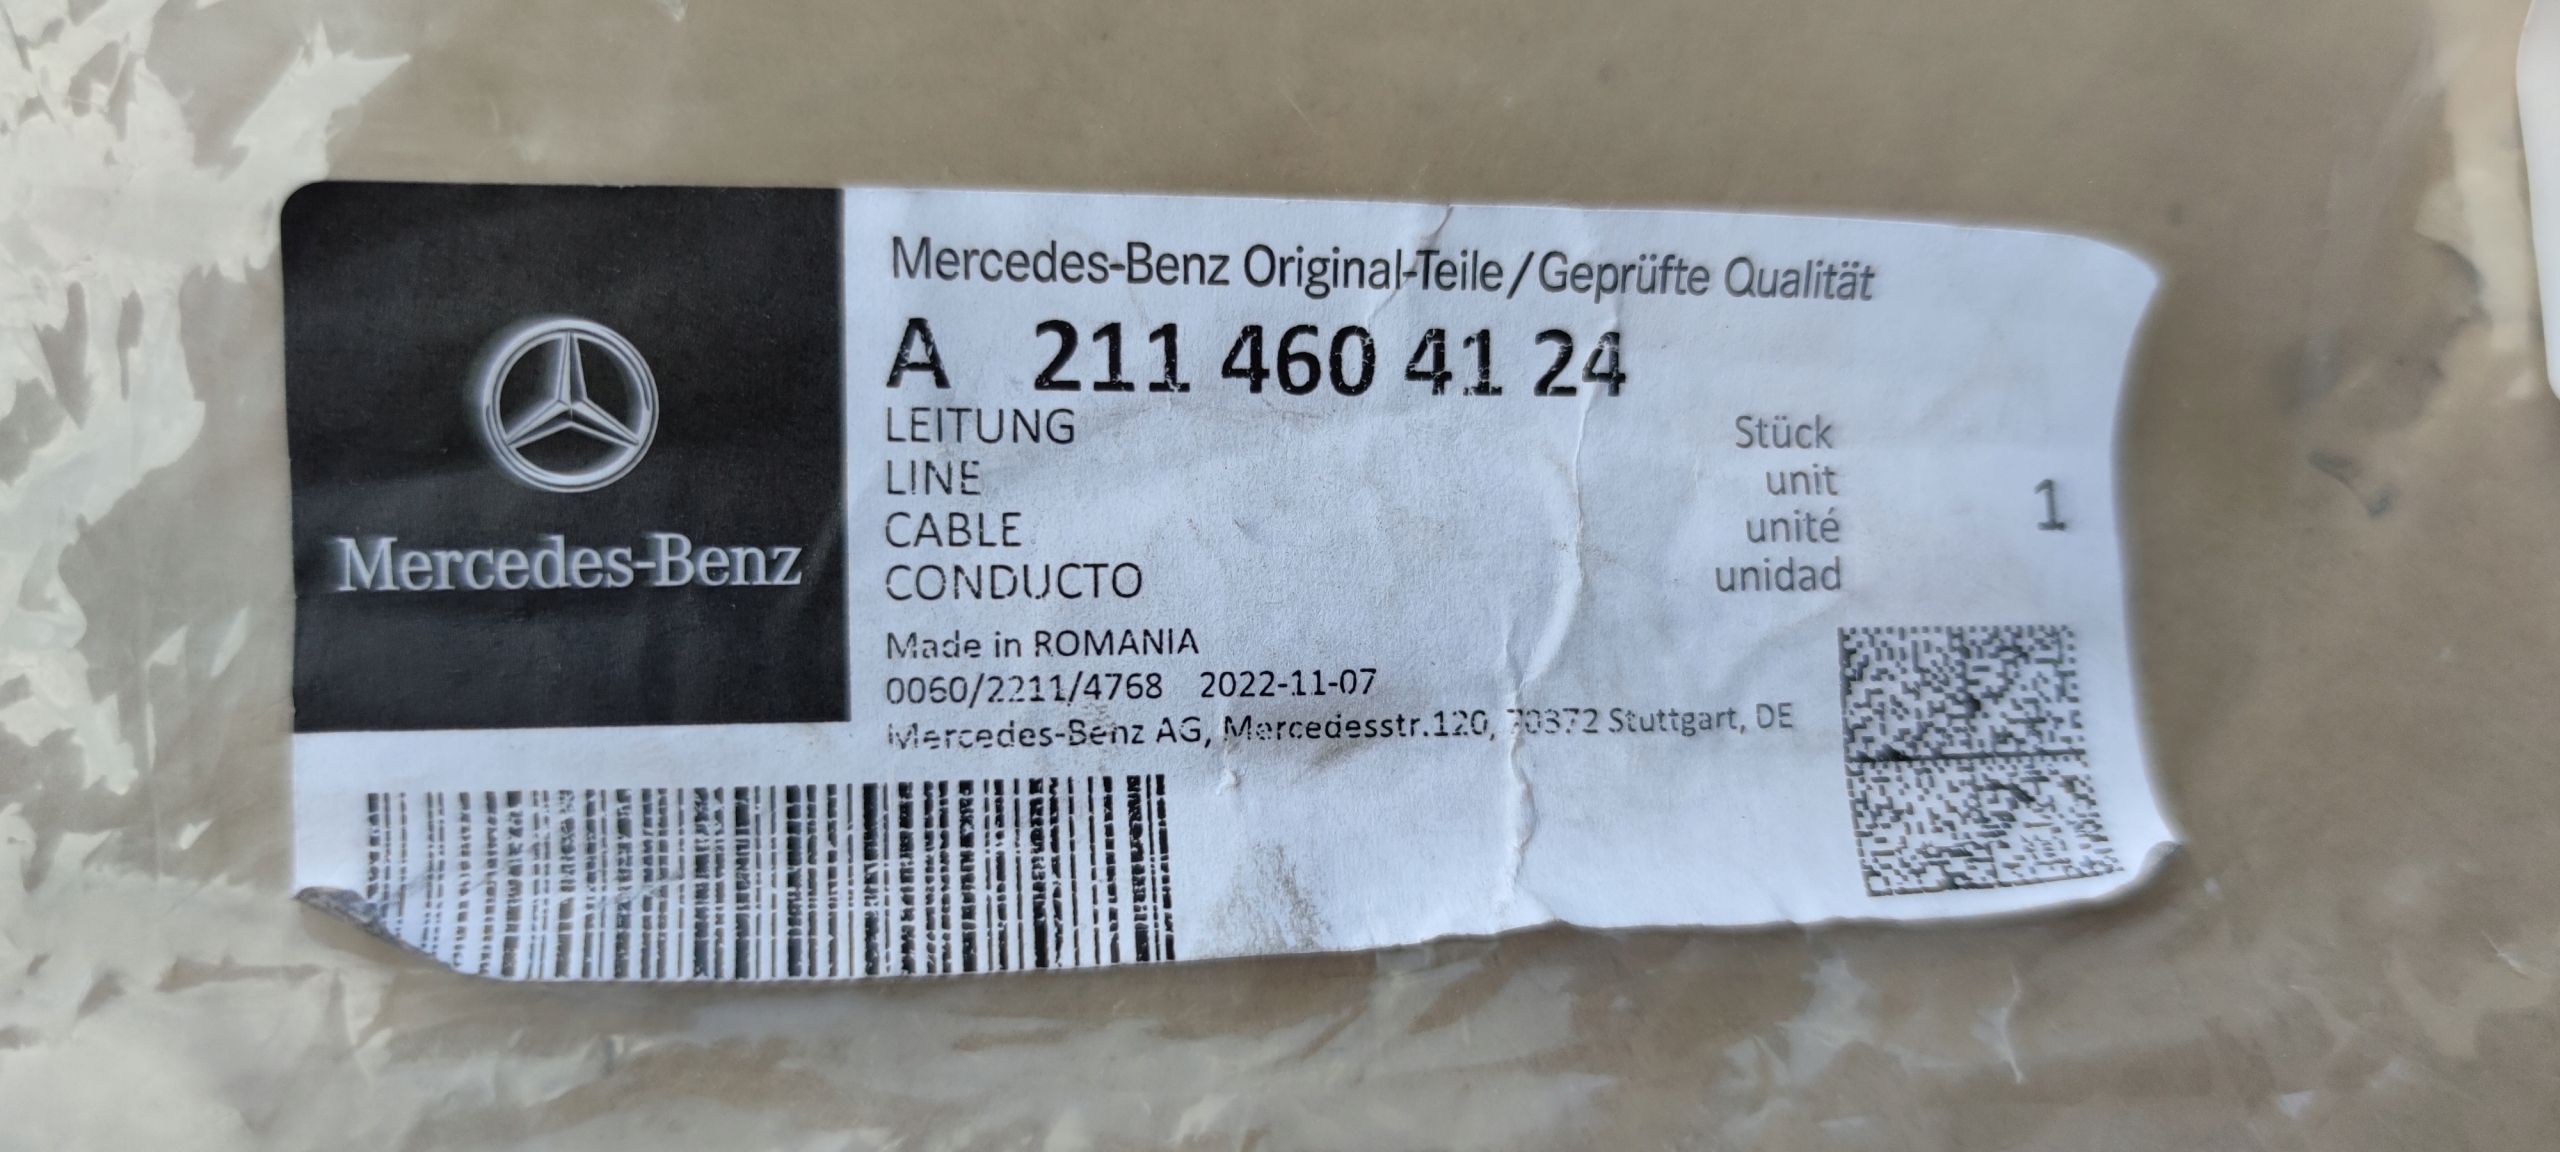 Mercedes-Benz
Mercedes-Benz Original-Teile/Geprüfte Qualität
A 211 460 41 24
LEITUNG
LINE
CABLE
CONDUCTO
Stück
unit
unité
unidad
1
Made in ROMANIA
0060/2211/4768 2022-11-07
Mercedes-Benz AG, Mercedesstr.120, 70372 Stuttgart, DE